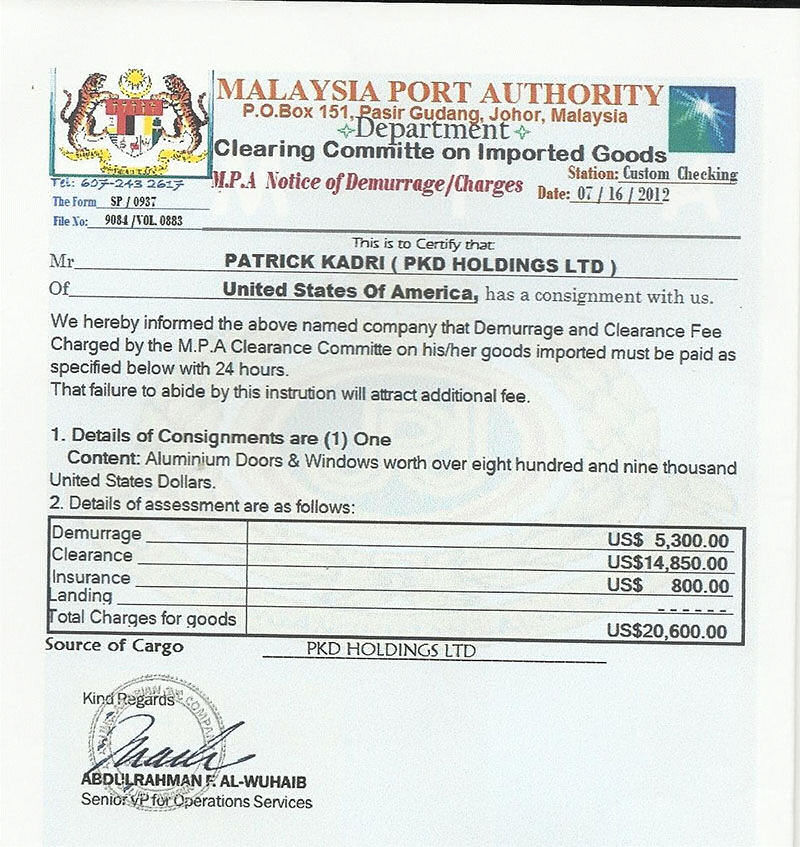 MALAYSIA PORT AUTHORITY
P.O.Box 151, Pasir Gudang, Johor, Malaysia
Department
Clearing Committe on Imported Goods
Station: Custom Checking
Tel: 607-243 2617
M.P.A Notice of Demurrage/Charges
Date: 07 / 16 / 2012
The Form SP / 0937
File No: 9084 /VOL. 0883
This is to Certify that:
Mr PATRICK KADRI ( PKD HOLDINGS LTD )
Of United States Of America, has a consignment with us.
We hereby informed the above named company that Demurrage and Clearance Fee
Charged by the M.P.A Clearance Committe on his/her goods imported must be paid as
specified below with 24 hours.
That failure to abide by this instrution will attract additional fee.
1. Details of Consignments are (1) One
Content: Aluminium Doors & Windows worth over eight hundred and nine thousand
United States Dollars.
2. Details of assessment are as follows:
Demurrage US$ 5,300.00
Clearance US$14,850.00
Insurance US$ 800.00
Landing ------
Total Charges for goods US$20,600.00
Source of Cargo PKD HOLDINGS LTD
Kind Regards
ABDULRAHMAN F. AL-WUHAIB
Senior VP for Operations Services